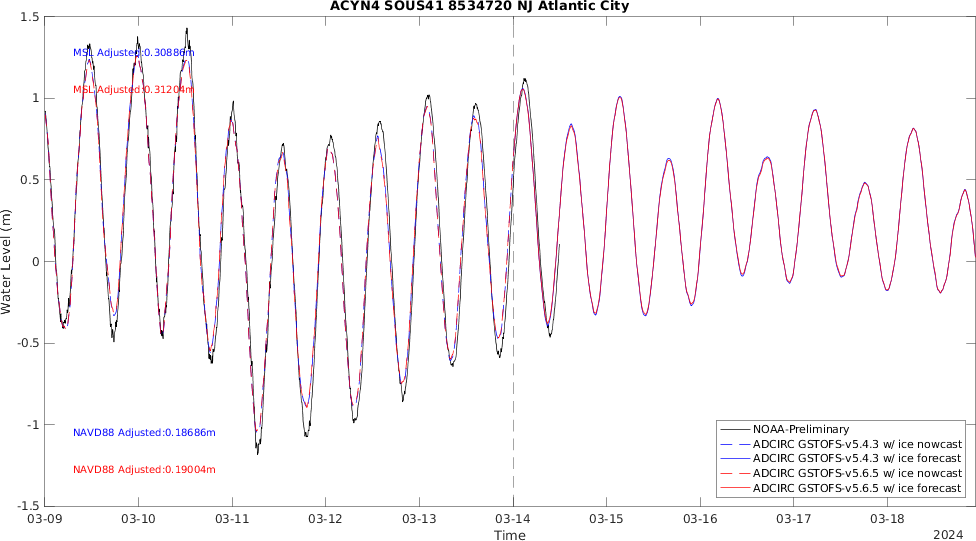 ACYN4 SOUS41 8534720 NJ Atlantic City
1.5
MSL Adjusted:0.30886m
1
MSL Adjusted:0.31204m
0.5
Water Level (m)
0
-0.5
-1
NAVD88 Adjusted:0.18686m
NAVD88 Adjusted:0.19004m
NOAA-Preliminary
ADCIRC GSTOFS-v5.4.3 w/ ice nowcast
ADCIRC GSTOFS-v5.4.3 w/ ice forecast
ADCIRC GSTOFS-v5.6.5 w/ ice nowcast
ADCIRC GSTOFS-v5.6.5 w/ ice forecast
-1.5
03-09 03-10 03-11 03-12 03-13 03-14 03-15 03-16 03-17 03-18
Time
2024